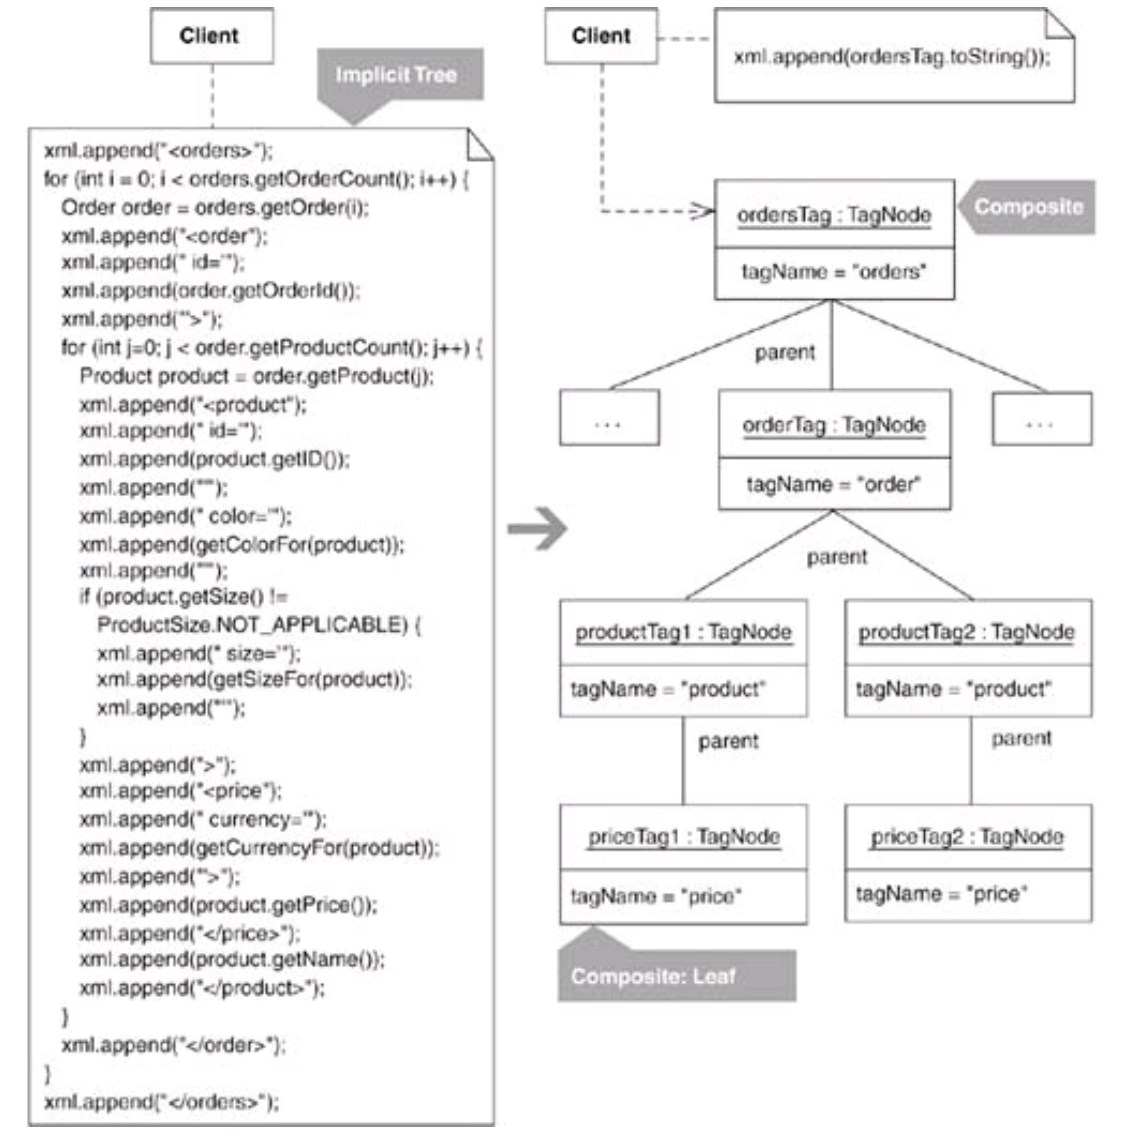 Client
Implicit Tree
xml.append("<orders>");
for (int i = 0; i < orders.getOrderCount(); i++) {
Order order = orders.getOrder(i);
xml.append("<order");
xml.append(" id='");
xml.append(order.getOrderId());
xml.append("'>");
for (int j=0; j < order.getProductCount(); j++) {
Product product = order.getProduct(j);
xml.append("<product");
xml.append(" id='");
xml.append(product.getID());
xml.append("'");
xml.append(" color='");
xml.append(getColorFor(product));
xml.append("'");
if (product.getSize() !=
ProductSize.NOT_APPLICABLE) {
xml.append(" size='");
xml.append(getSizeFor(product));
xml.append("'");
}
xml.append(">");
xml.append("<price");
xml.append(" currency='");
xml.append(getCurrencyFor(product));
xml.append("'>");
xml.append(product.getPrice());
xml.append("</price>");
xml.append(product.getName());
xml.append("</product>");
}
xml.append("</order>");
}
xml.append("</orders>");
Client
xml.append(ordersTag.toString());
ordersTag : TagNode
Composite
tagName = "orders"
parent
...
orderTag : TagNode
...
tagName = "order"
parent
productTag1 : TagNode
productTag2 : TagNode
tagName = "product"
tagName = "product"
parent
parent
priceTag1 : TagNode
priceTag2 : TagNode
tagName = "price"
tagName = "price"
Composite: Leaf